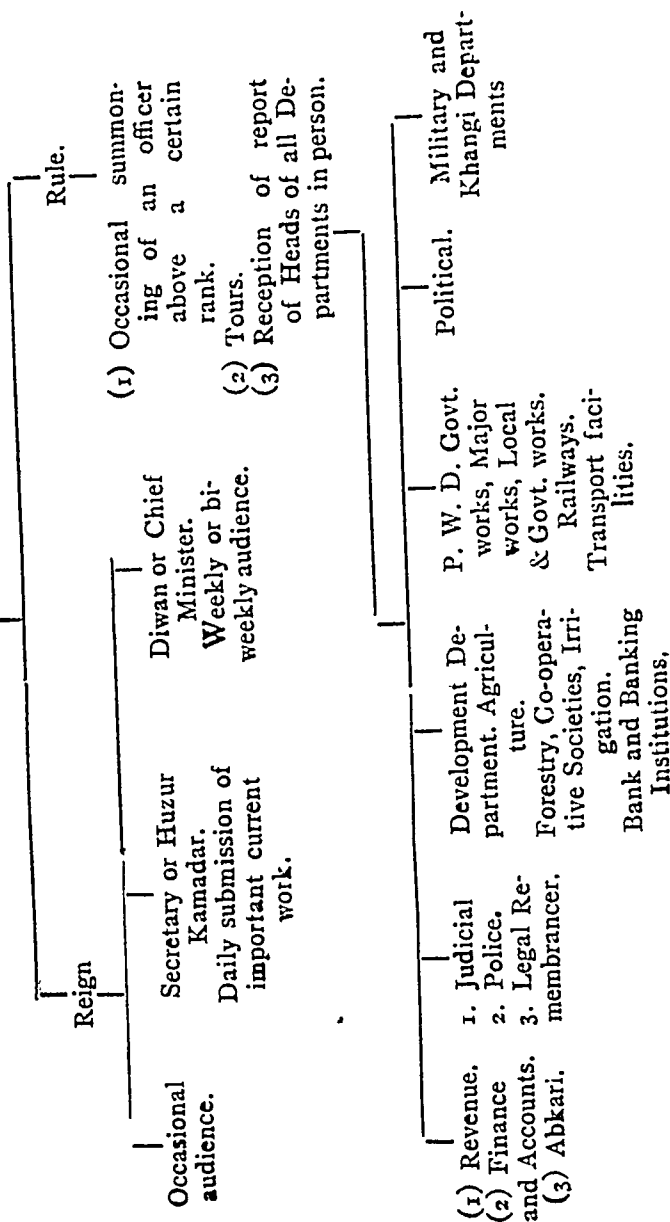 Reign
Rule.
Occasional
audience.
Secretary or Huzur
Kamadar.
Daily submission of
important current
work.
Diwan or Chief
Minister.
Weekly or bi-
weekly audience.
(1) Occasional summon-
ing of an officer
above a certain
rank.
(2) Tours.
(3) Reception of report
of Heads of all De-
partments in person.
(1) Revenue.
(2) Finance
and Accounts.
(3) Abkari.
1. Judicial
2. Police.
3. Legal Re-
membrancer.
Development De-
partment. Agricul-
ture.
Forestry, Co-opera-
tive Societies, Irri-
gation.
Bank and Banking
Institutions.
P. W. D. Govt.
works, Major
works, Local
& Govt. works.
Railways.
Transport faci-
lities.
Political.
Military and
Khangi Depart-
ments